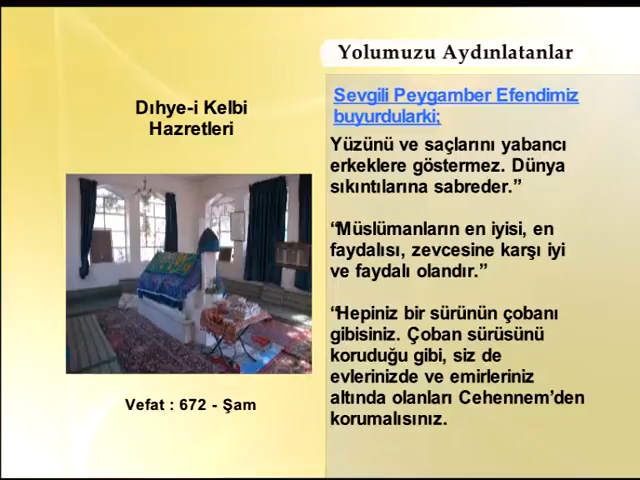 Yolumuzu Aydınlatanlar
Dıhye-i Kelbi
Hazretleri
Vefat : 672 - Şam
Sevgili Peygamber Efendimiz
buyurdularki;
Yüzünü ve saçlarını yabancı
erkeklere göstermez. Dünya
sıkıntılarına sabreder.”
“Müslümanların en iyisi, en
faydalısı, zevcesine karşı iyi
ve faydalı olandır.”
“Hepiniz bir sürünün çobanı
gibisiniz. Çoban sürüsünü
koruduğu gibi, siz de
evlerinizde ve emirleriniz
altında olanları Cehennem’den
korumalısınız.